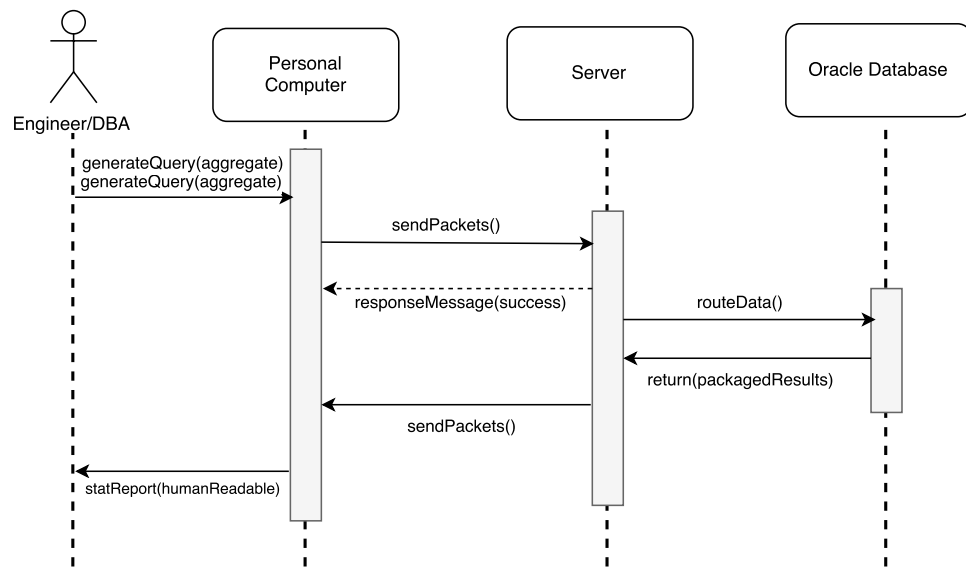 Personal
Computer
Server
Oracle Database
Engineer/DBA
generateQuery(aggregate)
generateQuery(aggregate)
sendPackets()
responseMessage(success)
routeData()
return(packagedResults)
sendPackets()
statReport(humanReadable)